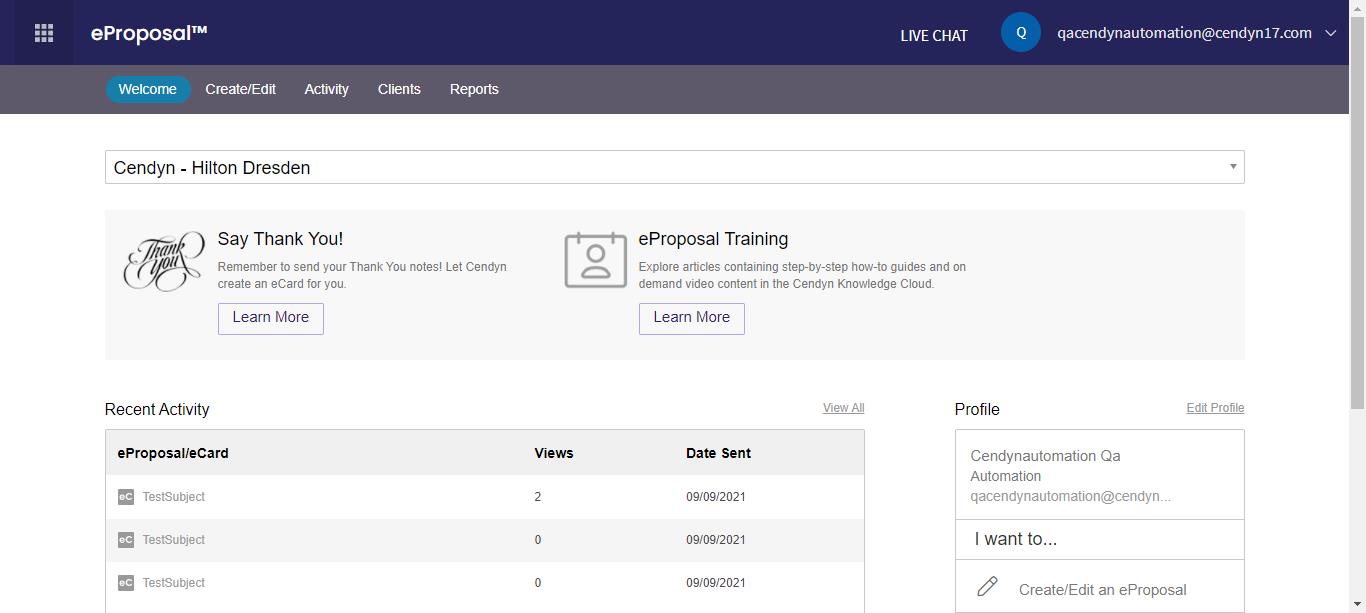 eProposal™
LIVE CHAT
Q
qacendynautomation@cendyn17.com
Welcome
Create/Edit
Activity
Clients
Reports
Cendyn - Hilton Dresden
Thank You
Say Thank You!
Remember to send your Thank You notes! Let Cendyn
create an eCard for you.
Learn More
eProposal Training
Explore articles containing step-by-step how-to guides and on
demand video content in the Cendyn Knowledge Cloud.
Learn More
Recent Activity
View All
eProposal/eCard Views Date Sent
eC TestSubject 2 09/09/2021
eC TestSubject 0 09/09/2021
eC TestSubject 0 09/09/2021
Profile
Edit Profile
Cendynautomation Qa
Automation
qacendynautomation@cendyn...
I want to...
Create/Edit an eProposal